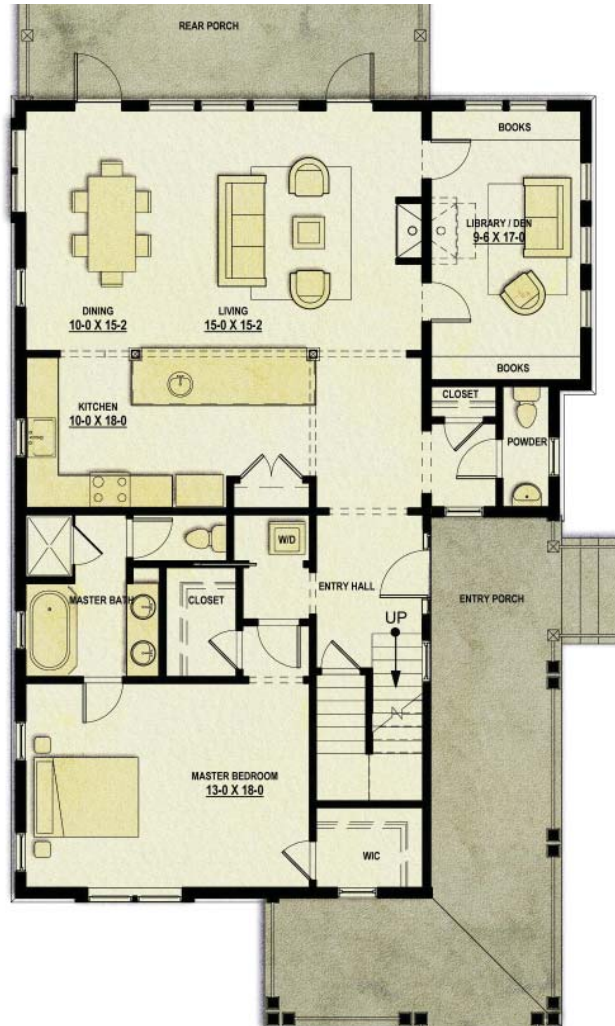 REAR PORCH
BOOKS
LIBRARY / DEN
9-6 X 17-0
DINING
10-0 X 15-2
LIVING
15-0 X 15-2
BOOKS
KITCHEN
10-0 X 18-0
CLOSET
POWDER
W/D
ENTRY HALL
MASTER BATH
CLOSET
ENTRY PORCH
UP
MASTER BEDROOM
13-0 X 18-0
WIC